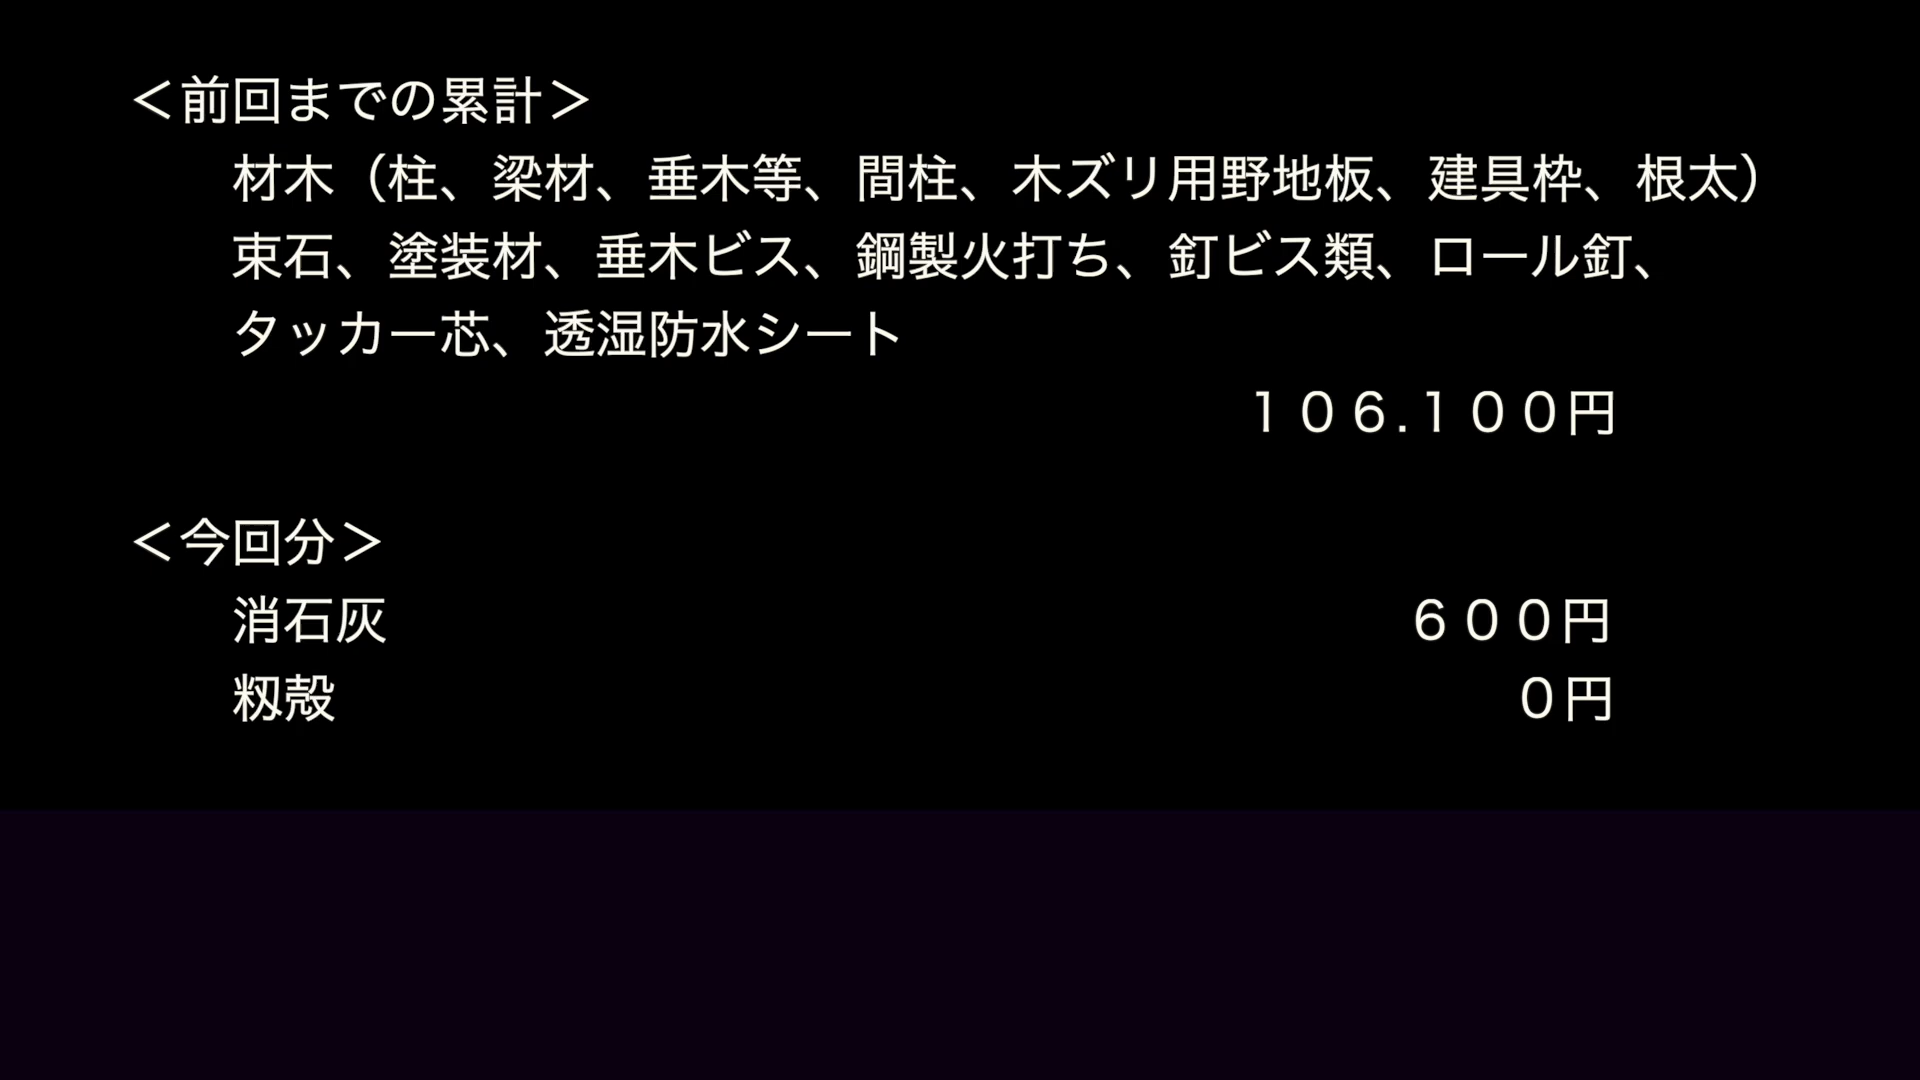 ＜前回までの累計＞
材木（柱、梁材、垂木等、間柱、木ズリ用野地板、建具枠、根太）
束石、塗装材、垂木ビス、鋼製火打ち、釘ビス類、ロール釘、
タッカー芯、透湿防水シート
１０６.１００円
＜今回分＞
消石灰 ６００円
籾殻 ０円